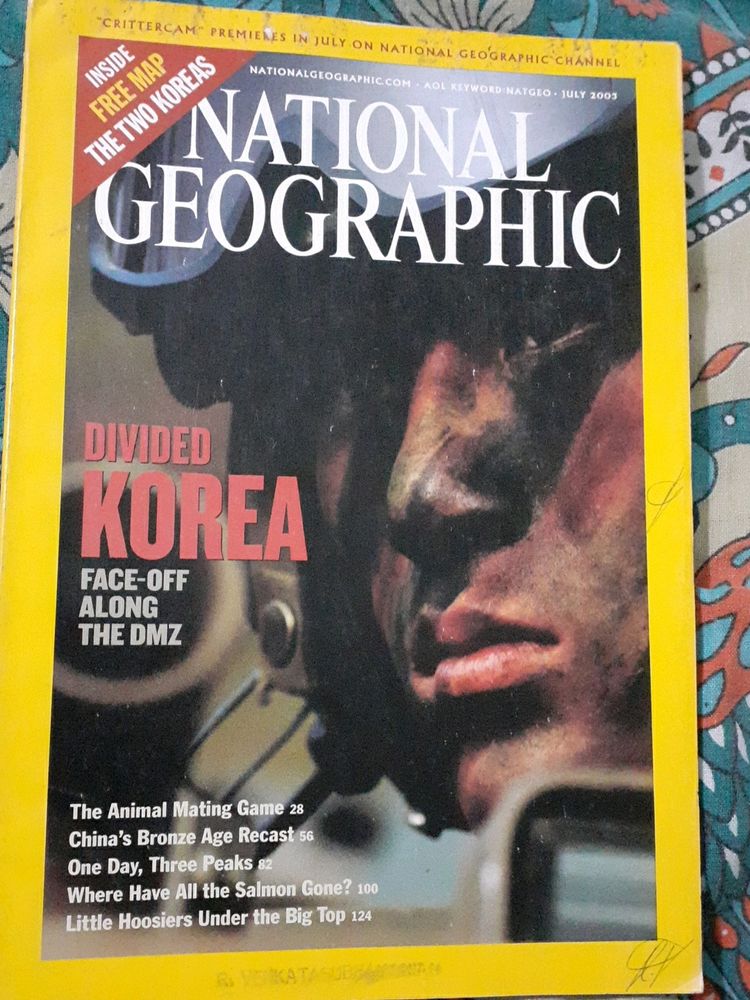 "CRITTERCAM" PREMIERES IN JULY ON NATIONAL GEOGRAPHIC CHANNEL
INSIDE
FREE MAP
THE TWO KOREAS
NATIONALGEOGRAPHIC.COM · AOL KEYWORD: NATGEO · JULY 2003
NATIONAL
GEOGRAPHIC
DIVIDED
KOREA
FACE-OFF
ALONG
THE DMZ
The Animal Mating Game 28
China's Bronze Age Recast 56
One Day, Three Peaks 82
Where Have All the Salmon Gone? 100
Little Hoosiers Under the Big Top 124